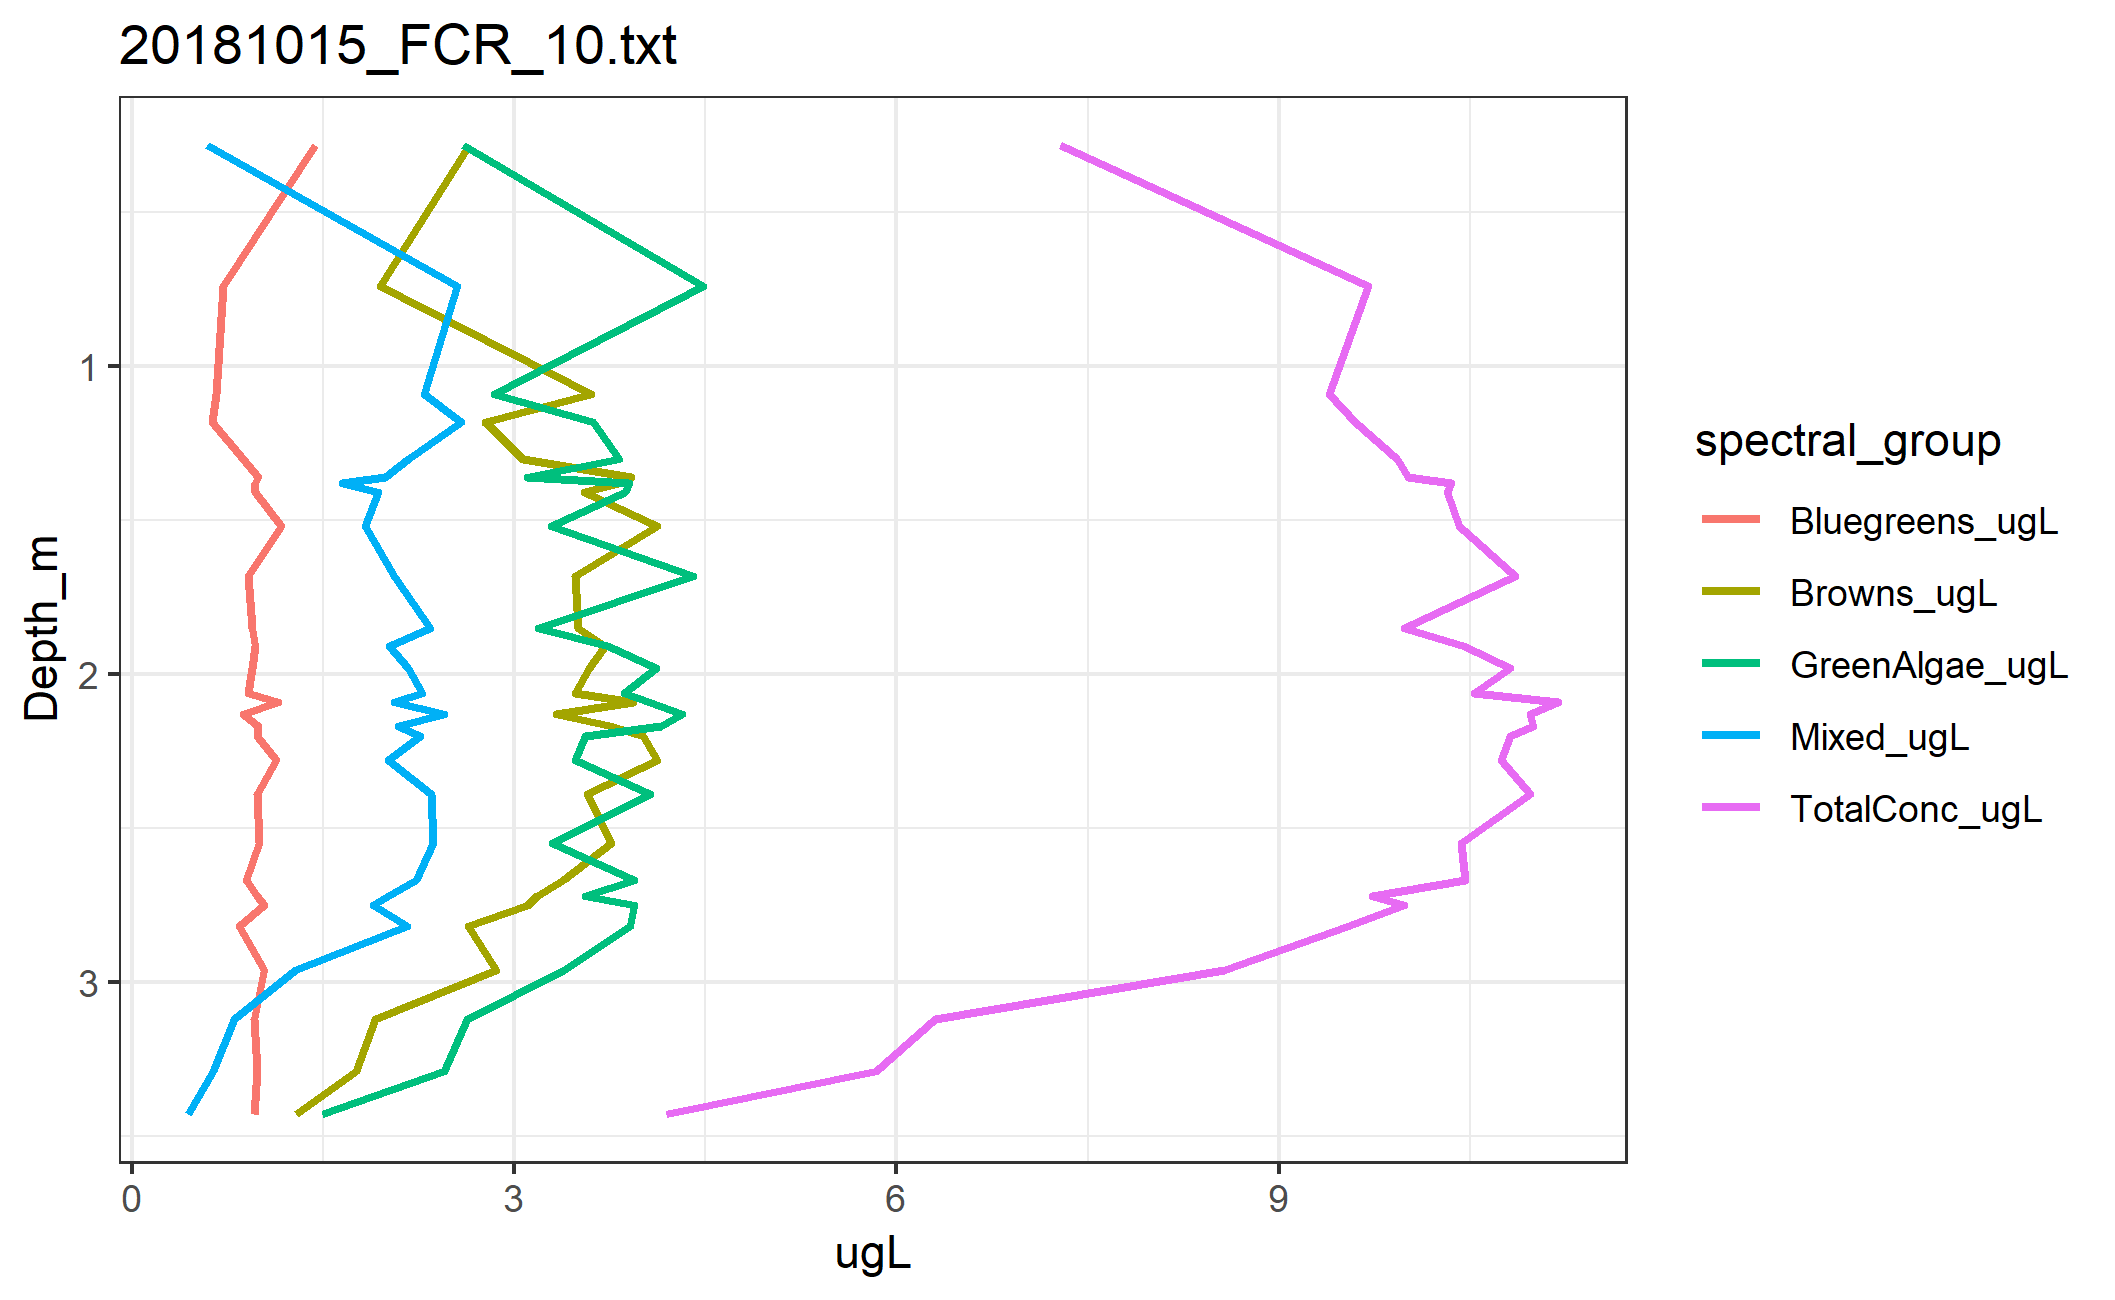 20181015_FCR_10.txt
Depth_m
1
2
3
0
3
6
9
ugL
spectral_group
Bluegreens_ugL
Browns_ugL
GreenAlgae_ugL
Mixed_ugL
TotalConc_ugL